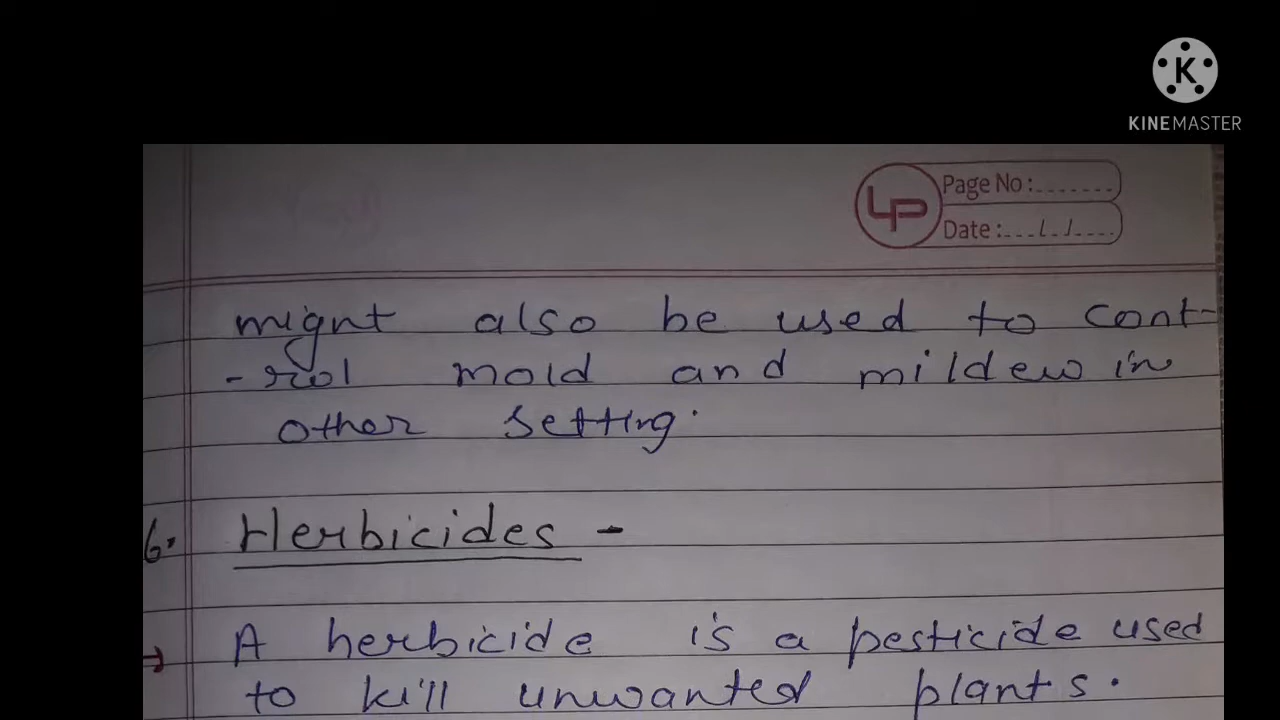 KINEMASTER
LP
Page No :.......
Date :.../../....
might also be used to cont-
-rol mold and mildew in
other setting.
6. Herbicides -
→ A herbicide is a pesticide used
to kill unwanted plants.